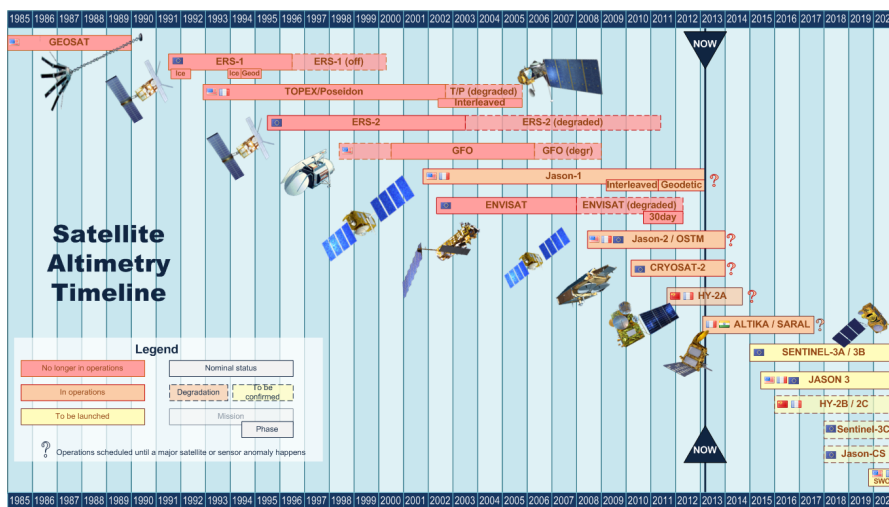 1985 1986 1987 1988 1989 1990 1991 1992 1993 1994 1995 1996 1997 1998 1999 2000 2001 2002 2003 2004 2005 2006 2007 2008 2009 2010 2011 2012 2013 2014 2015 2016 2017 2018 2019 2020
NOW
GEOSAT
ERS-1
ERS-1 (off)
Ice
Ice Geod
TOPEX/Poseidon
T/P (degraded)
Interleaved
ERS-2
ERS-2 (degraded)
GFO
GFO (degr)
Jason-1
?
Interleaved
Geodetic
ENVISAT
ENVISAT (degraded)
30day
Satellite
Altimetry
Timeline
Jason-2 / OSTM
?
CRYOSAT-2
?
HY-2A
?
ALTIKA / SARAL
?
SENTINEL-3A / 3B
JASON 3
HY-2B / 2C
Sentinel-3C
Jason-CS
Legend
No longer in operations
Nominal status
In operations
Degradation
To be
confirmed
To be launched
Mission
Phase
? Operations scheduled until a major satellite or sensor anomaly happens
NOW
1985 1986 1987 1988 1989 1990 1991 1992 1993 1994 1995 1996 1997 1998 1999 2000 2001 2002 2003 2004 2005 2006 2007 2008 2009 2010 2011 2012 2013 2014 2015 2016 2017 2018 2019